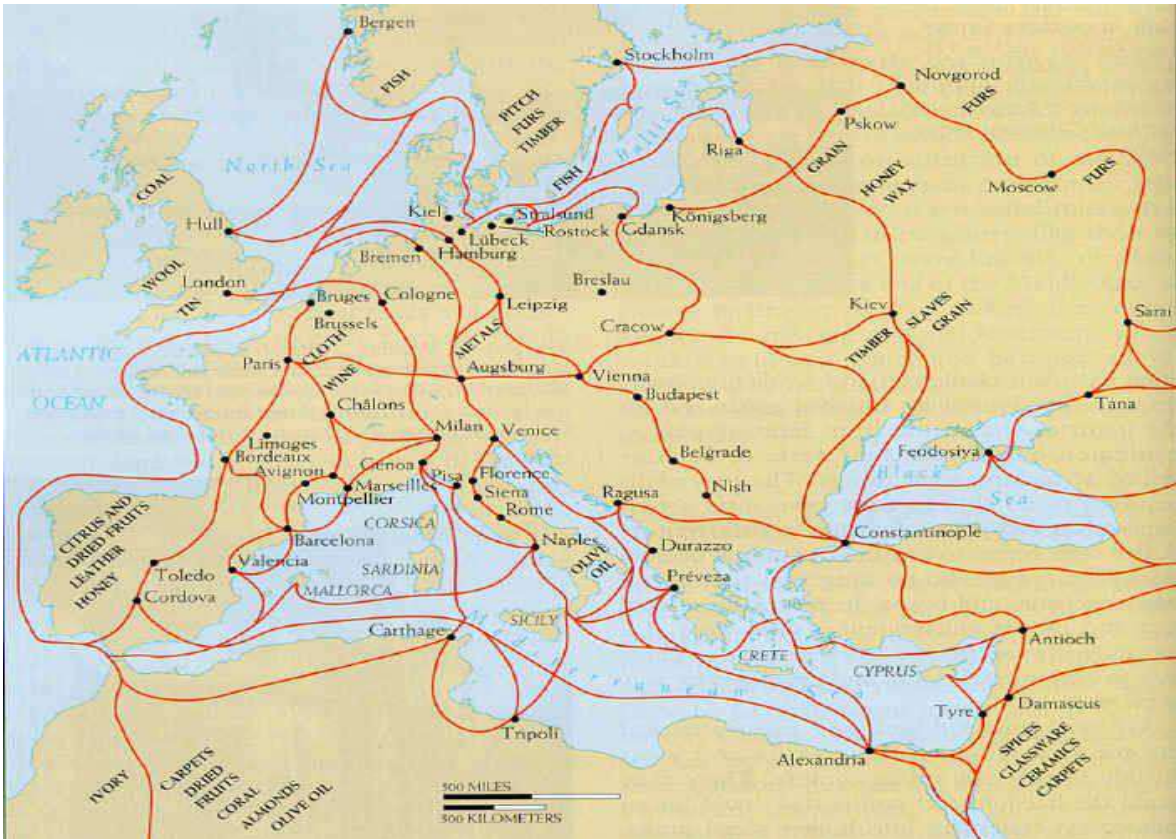 Bergen
FISH
Stockholm
PITCH
FURS
TIMBER
Novgorod
FURS
Pskow
Baltic Sea
Riga
GRAIN
HONEY
WAX
Moscow
FURS
North Sea
COAL
Hull
FISH
Kiel
Stralsund
Rostock
Lübeck
Hamburg
Bremen
Gdansk
Königsberg
WOOL
London
TIN
Bruges
Brussels
Cologne
Leipzig
Breslau
Kiev
SLAVES
GRAIN
TIMBER
Sarai
ATLANTIC
OCEAN
Paris
CLOTH
WINE
METALS
Cracow
Augsburg
Vienna
Budapest
Tana
Châlons
Limoges
Bordeaux
Milan
Venice
Belgrade
Feodosiya
Black
Sea
Avignon
Genoa
Marseilles
Montpellier
Pisa
Florence
Siena
Rome
Ragusa
Nish
CITRUS AND
DRIED FRUITS
LEATHER
HONEY
CORSICA
Barcelona
Constantinople
Toledo
Valencia
SARDINIA
Naples
OLIVE
OIL
Durazzo
Cordova
MALLORCA
Préveza
Carthage
SICILY
Mediterranean Sea
CRETE
CYPRUS
Antioch
Tyre
Damascus
Tripoli
Alexandria
IVORY
CARPETS
DRIED
FRUITS
CORAL
ALMONDS
OLIVE OIL
SPICES
GLASSWARE
CERAMICS
CARPETS
500 MILES
500 KILOMETERS